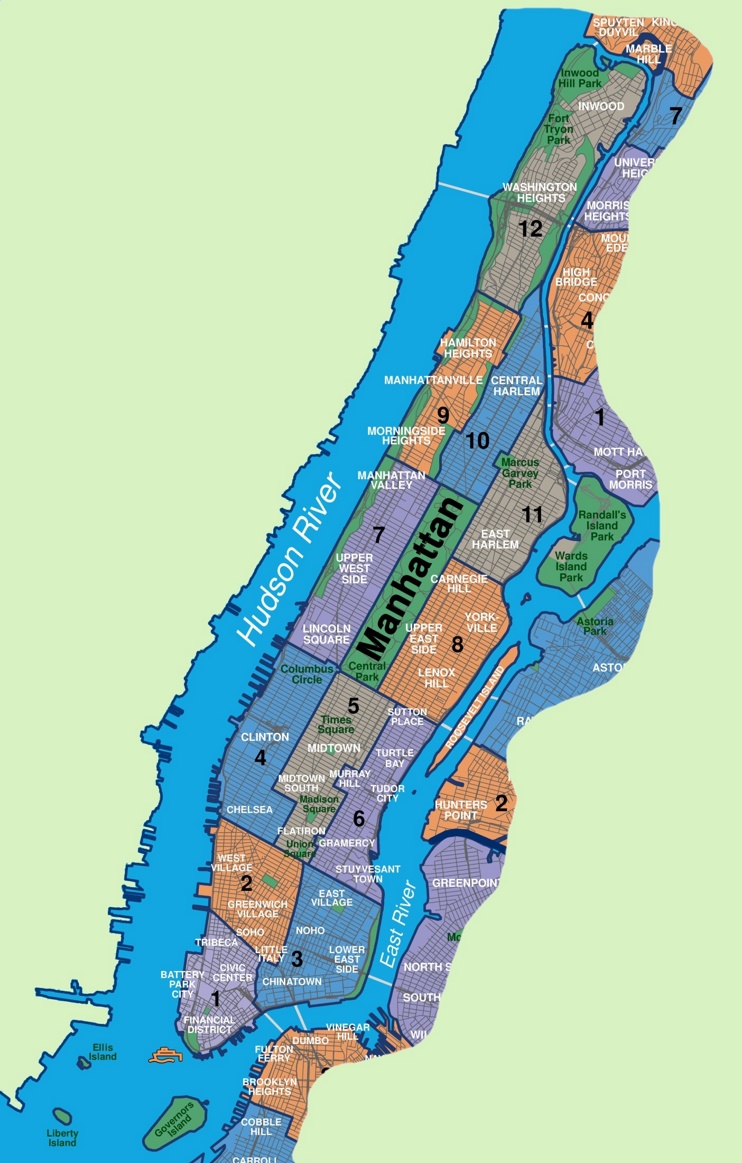 SPUYTEN
DUYVIL
KING
MARBLE
HILL
Inwood
Hill Park
INWOOD
7
Fort
Tryon
Park
UNIVER
HEIG
WASHINGTON
HEIGHTS
MORRIS
HEIGHTS
12
MOU
EDE
HIGH
BRIDGE
CONC
4
C
HAMILTON
HEIGHTS
MANHATTANVILLE
CENTRAL
HARLEM
9
1
MORNINGSIDE
HEIGHTS
10
MOTT HA
Marcus
Garvey
Park
PORT
MORRIS
MANHATTAN
VALLEY
Hudson River
Manhattan
11
Randall's
Island
Park
7
EAST
HARLEM
Wards
Island
Park
UPPER
WEST
SIDE
CARNEGIE
HILL
YORK-
VILLE
Astoria
Park
LINCOLN
SQUARE
UPPER
EAST
SIDE
8
Columbus
Circle
Central
Park
LENOX
HILL
ASTO
5
SUTTON
PLACE
ROOSEVELT ISLAND
RA
Times
Square
CLINTON
MIDTOWN
TURTLE
BAY
4
MIDTOWN
SOUTH
MURRAY
HILL
TUDOR
CITY
CHELSEA
Madison
Square
6
HUNTERS
POINT
2
FLATIRON
Union
Square
GRAMERCY
WEST
VILLAGE
STUYVESANT
TOWN
2
GREENPOINT
GREENWICH
VILLAGE
EAST
VILLAGE
East River
SOHO
NOHO
Mc
TRIBECA
LITTLE
ITALY
3
LOWER
EAST
SIDE
BATTERY
PARK
CITY
CIVIC
CENTER
NORTH S
CHINATOWN
1
SOUTH
FINANCIAL
DISTRICT
VINEGAR
HILL
WIL
DUMBO
Ellis
Island
FULTON
FERRY
BROOKLYN
HEIGHTS
Governors
Island
Liberty
Island
COBBLE
HILL
CARROLL